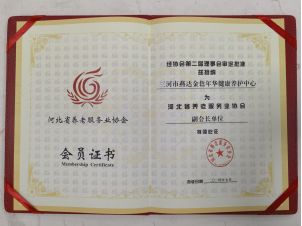 河北省养老服务业协会
会员证书
Membership Certificate
经协会第二届理事会审定批准
兹接纳
三河市燕达金色年华健康养护中心
为
河北省养老服务业协会
副会长单位
特颁此证